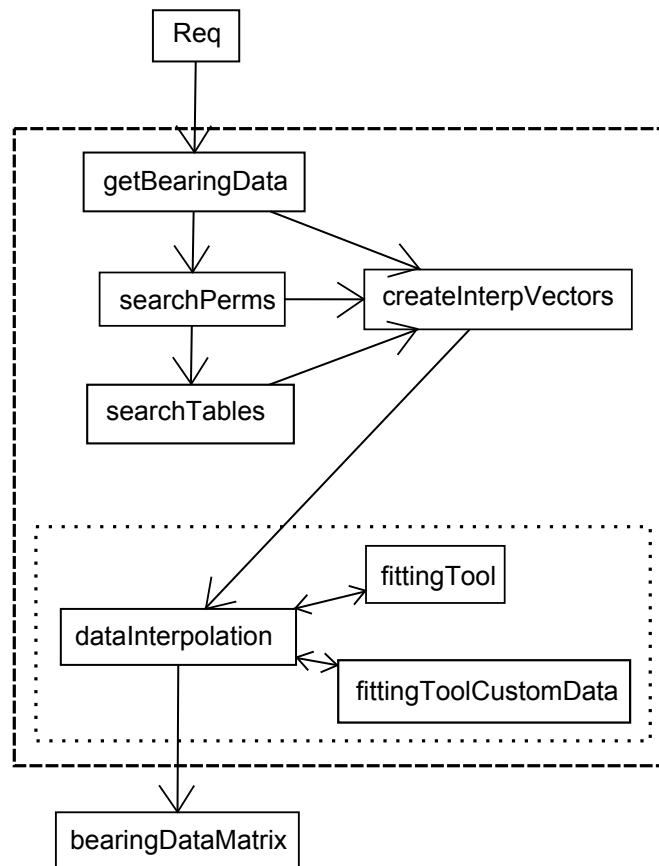 Req
getBearingData
searchPerms
createInterpVectors
searchTables
fittingTool
dataInterpolation
fittingToolCustomData
bearingDataMatrix